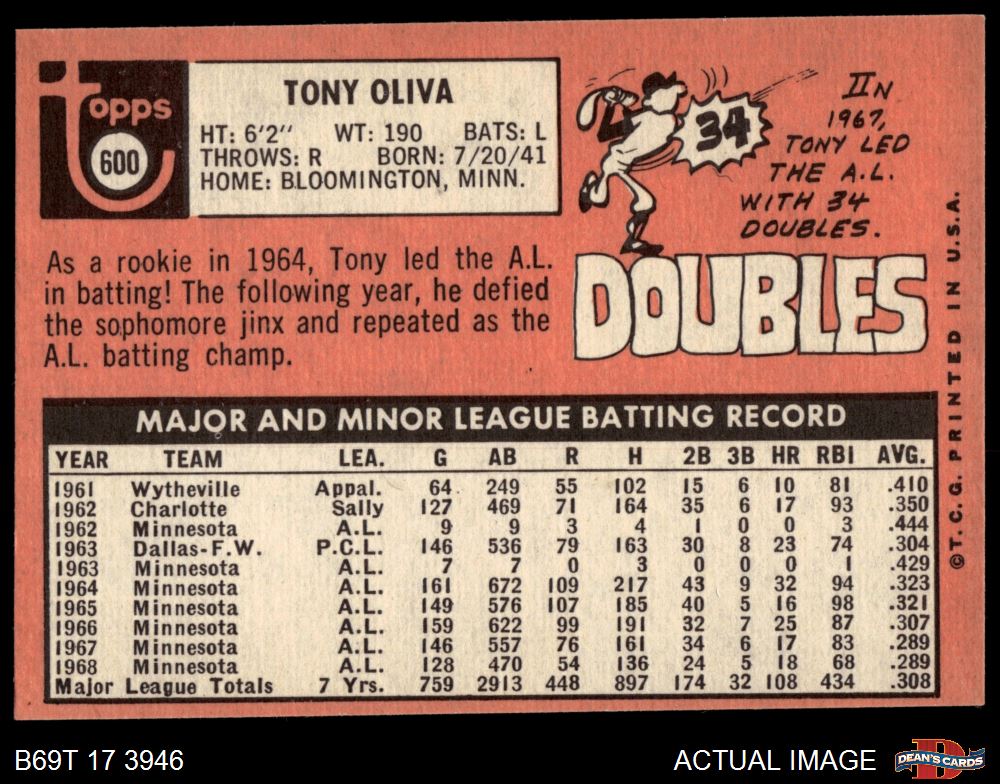 Topps
600
TONY OLIVA
HT: 6'2" WT: 190 BATS: L
THROWS: R BORN: 7/20/41
HOME: BLOOMINGTON, MINN.
34
IN
1967,
TONY LED
THE A.L.
WITH 34
DOUBLES.
DOUBLES
As a rookie in 1964, Tony led the A.L.
in batting! The following year, he defied
the sophomore jinx and repeated as the
A.L. batting champ.
MAJOR AND MINOR LEAGUE BATTING RECORD
YEAR TEAM LEA. G AB R H 2B 3B HR RBI AVG.
1961 Wytheville Appal. 64 249 55 102 15 6 10 81 .410
1962 Charlotte Sally 127 469 71 164 35 6 17 93 .350
1962 Minnesota A.L. 9 9 3 4 1 0 0 3 .444
1963 Dallas-F.W. P.C.L. 146 536 79 163 30 8 23 74 .304
1963 Minnesota A.L. 7 7 0 3 0 0 0 1 .429
1964 Minnesota A.L. 161 672 109 217 43 9 32 94 .323
1965 Minnesota A.L. 149 576 107 185 40 5 16 98 .321
1966 Minnesota A.L. 159 622 99 191 32 7 25 87 .307
1967 Minnesota A.L. 146 557 76 161 34 6 17 83 .289
1968 Minnesota A.L. 128 470 54 136 24 5 18 68 .289
Major League Totals 7 Yrs. 759 2913 448 897 174 32 108 434 .308
©T.C.G. PRINTED IN U.S.A.
B69T 17 3946
ACTUAL IMAGE
DEAN'S CARDS